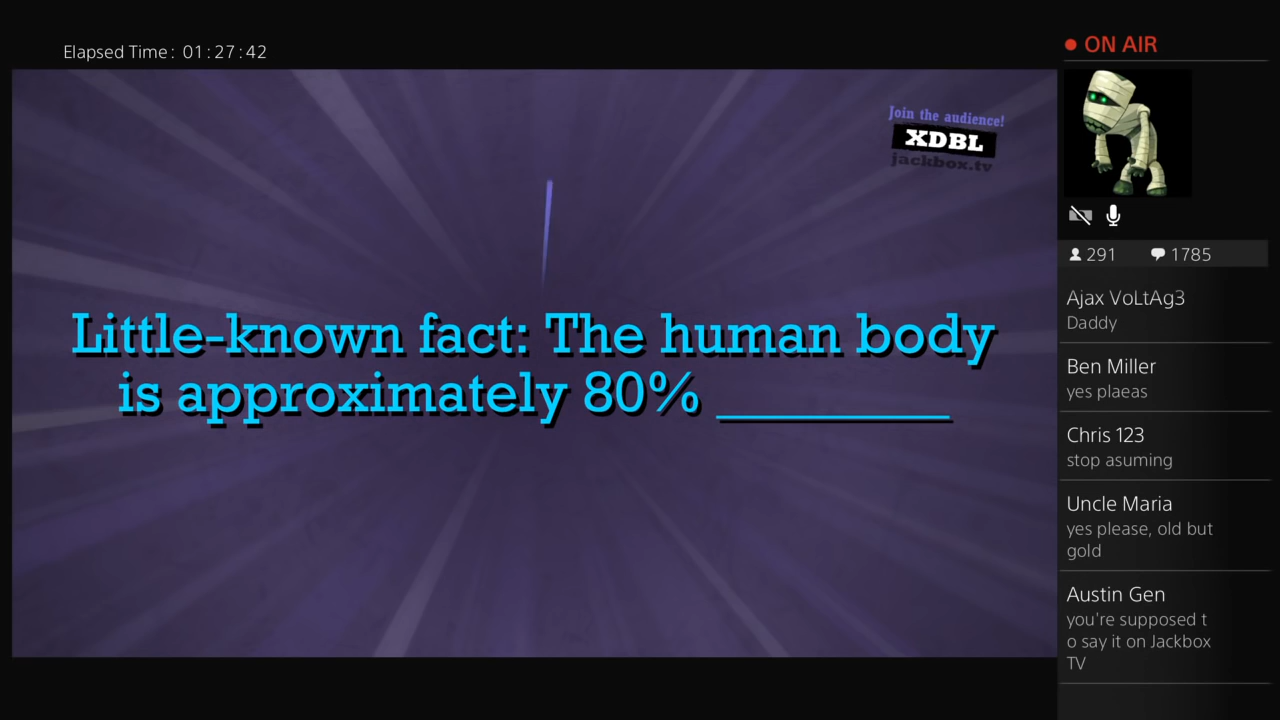 Elapsed Time: 01:27:42
ON AIR
Join the audience!
XDBL
jackbox.tv
Little-known fact: The human body
is approximately 80% ________
291 1785
Ajax VoLtAg3
Daddy
Ben Miller
yes plaeas
Chris 123
stop asuming
Uncle Maria
yes please, old but
gold
Austin Gen
you're supposed t
o say it on Jackbox
TV